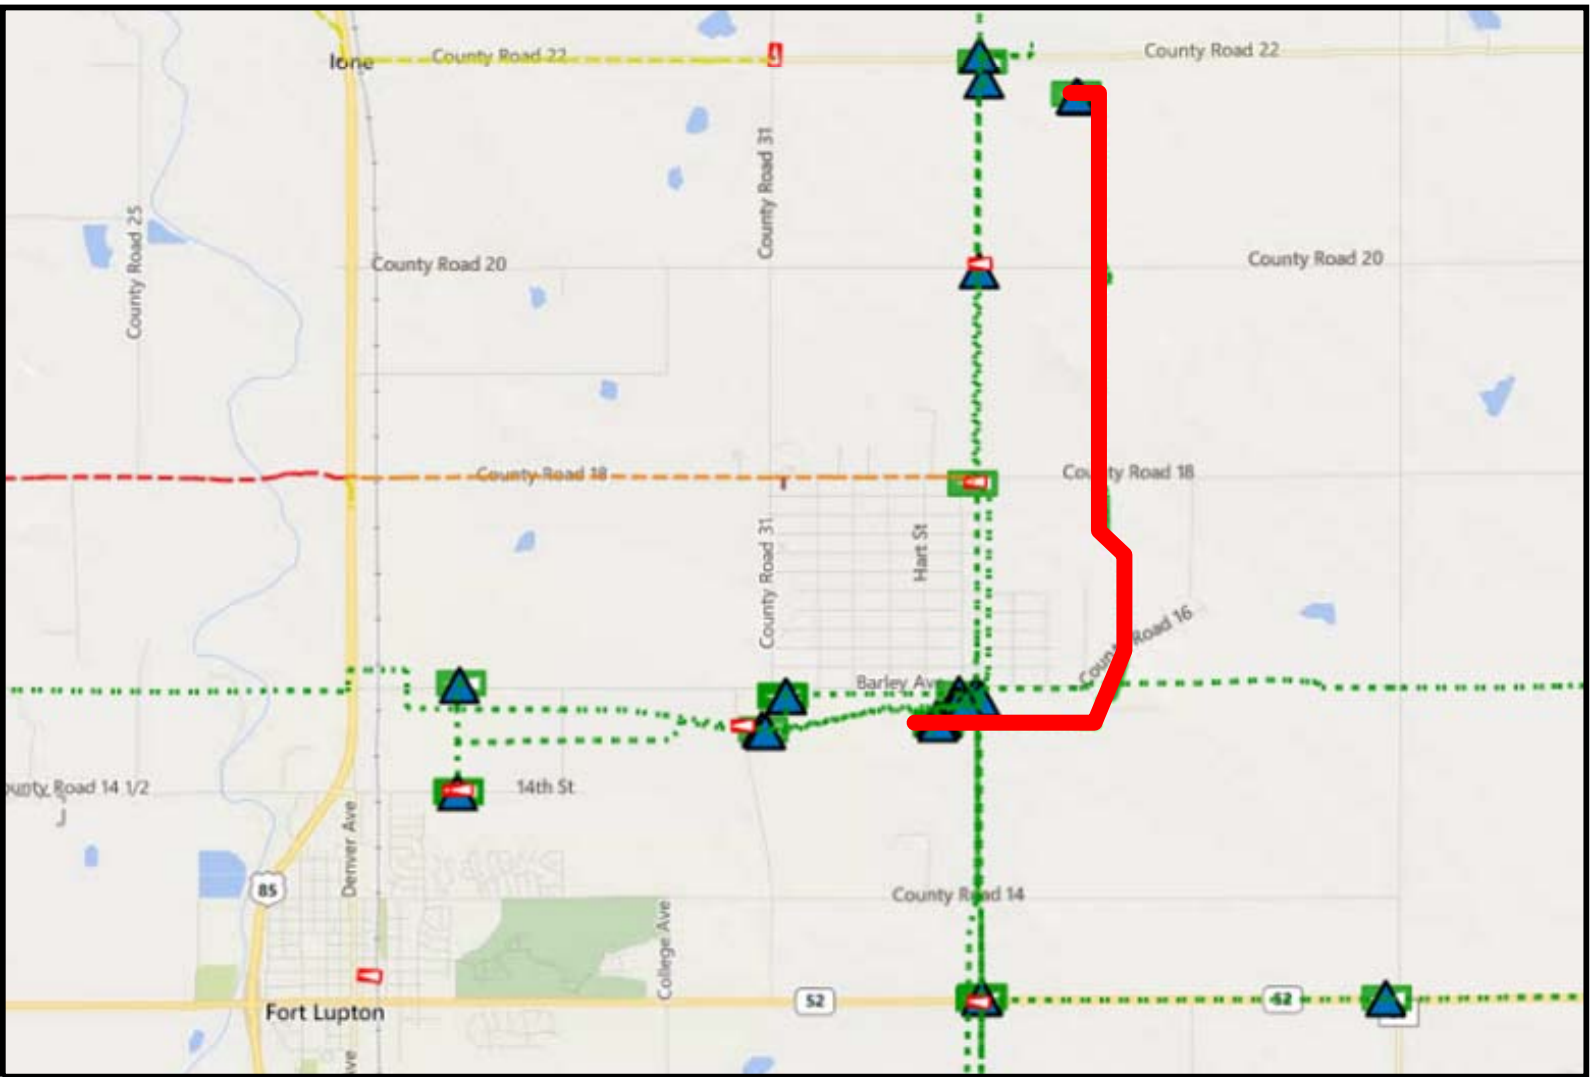 County Road 22
County Road 22
Ione
County Road 31
County Road 25
County Road 20
County Road 20
County Road 18
County Road 18
Hart St
County Road 31
County Road 16
Barley Ave
ounty Road 14 1/2
14th St
Denver Ave
85
County Road 14
College Ave
52
52
Fort Lupton
Ave